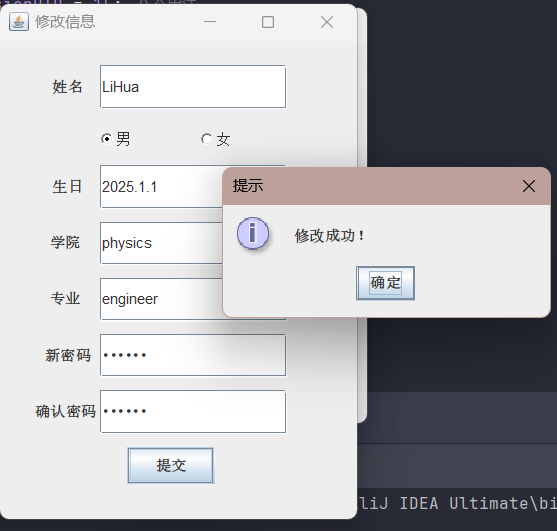 修改信息
姓名 LiHua
男 女
生日 2025.1.1
学院 physics
专业 engineer
新密码 ••••••
确认密码 ••••••
提交
提示
修改成功！
确定
liJ IDEA Ultimate\bi